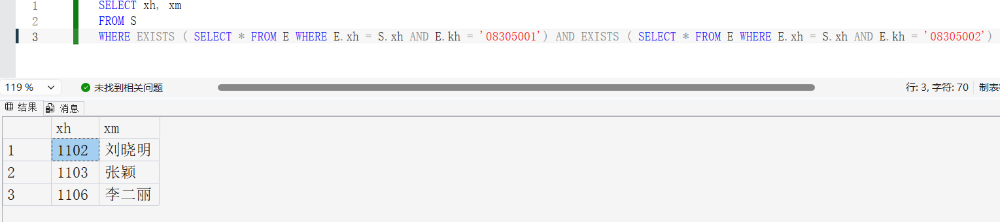 1 SELECT xh, xm
2 FROM S
3 WHERE EXISTS ( SELECT * FROM E WHERE E.xh = S.xh AND E.kh = '08305001') AND EXISTS ( SELECT * FROM E WHERE E.xh = S.xh AND E.kh = '08305002')
119 % 未找到相关问题 行: 3, 字符: 70 制表
结果 消息
xh xm
1 1102 刘晓明
2 1103 张颖
3 1106 李二丽